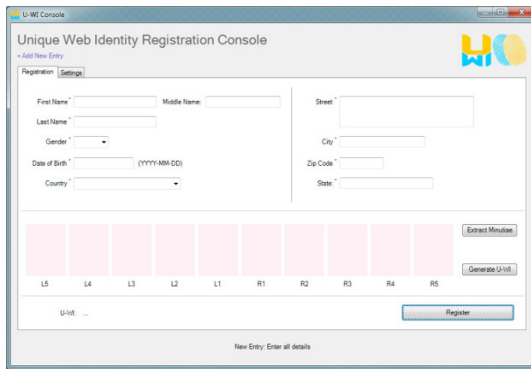 U-WI Console
Unique Web Identity Registration Console
+ Add New Entry
UWI
Registration Settings
First Name * Middle Name: Street: *
Last Name *
Gender * City *
Date of Birth * (YYYY-MM-DD) Zip Code *
Country * State: *
Extract Minutiae
Generate U-WI
L5 L4 L3 L2 L1 R1 R2 R3 R4 R5
U-WI: ...
Register
New Entry: Enter all details